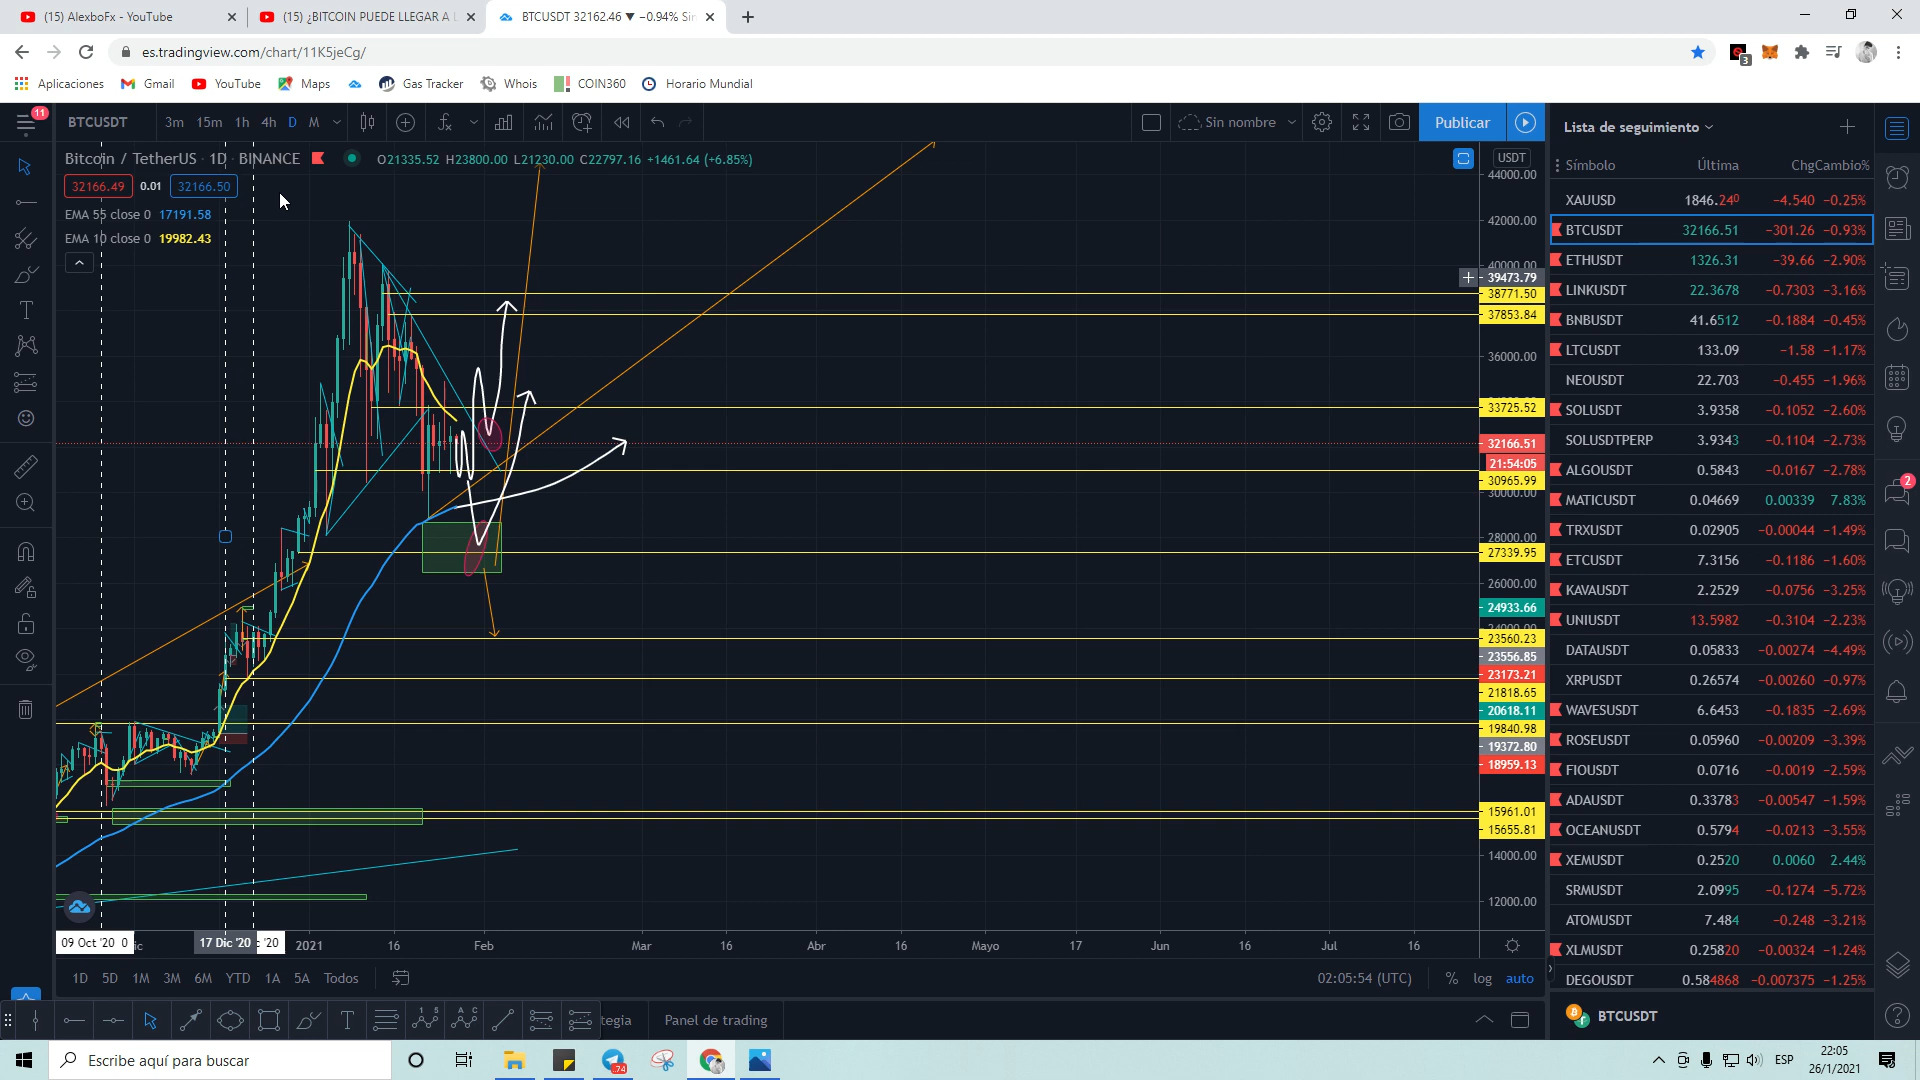 (15) AlexboFx - YouTube
(15) ¿BITCOIN PUEDE LLEGAR A L
BTCUSDT 32162.46 ▼ −0.94% Sin
es.tradingview.com/chart/11K5jeCg/
3
Aplicaciones Gmail YouTube Maps Gas Tracker Whois COIN360 Horario Mundial
11
BTCUSDT 3m 15m 1h 4h D M Sin nombre Publicar
Bitcoin / TetherUS · 1D · BINANCE O21335.52 H23800.00 L21230.00 C22797.16 +1461.64 (+6.85%)
32166.49 0.01 32166.50
EMA 55 close 0 17191.58
EMA 10 close 0 19982.43
USDT
44000.00
42000.00
40000.00
39473.79
38771.50
37853.84
36000.00
33725.52
32166.51
21:54:05
30965.99
30000.00
28000.00
27339.95
26000.00
24933.66
24000.00
23560.23
23556.85
23173.21
21818.65
20618.11
19840.98
19372.80
18959.13
15961.01
15655.81
14000.00
12000.00
09 Oct '20 0 ic 17 Dic '20 c '20 2021 16 Feb Mar 16 Abr 16 Mayo 17 Jun 16 Jul 16
1D 5D 1M 3M 6M YTD 1A 5A Todos 02:05:54 (UTC) % log auto
tegia Panel de trading
Lista de seguimiento
Símbolo Última ChgCambio%
XAUUSD 1846.240 −4.540 −0.25%
BTCUSDT 32166.51 −301.26 −0.93%
ETHUSDT 1326.31 −39.66 −2.90%
LINKUSDT 22.3678 −0.7303 −3.16%
BNBUSDT 41.6512 −0.1884 −0.45%
LTCUSDT 133.09 −1.58 −1.17%
NEOUSDT 22.703 −0.455 −1.96%
SOLUSDT 3.9358 −0.1052 −2.60%
SOLUSDTPERP 3.9343 −0.1104 −2.73%
ALGOUSDT 0.5843 −0.0167 −2.78%
MATICUSDT 0.04669 0.00339 7.83%
TRXUSDT 0.02905 −0.00044 −1.49%
ETCUSDT 7.3156 −0.1186 −1.60%
KAVAUSDT 2.2529 −0.0756 −3.25%
UNIUSDT 13.5982 −0.3104 −2.23%
DATAUSDT 0.05833 −0.00274 −4.49%
XRPUSDT 0.26574 −0.00260 −0.97%
WAVESUSDT 6.6453 −0.1835 −2.69%
ROSEUSDT 0.05960 −0.00209 −3.39%
FIOUSDT 0.0716 −0.0019 −2.59%
ADAUSDT 0.33783 −0.00547 −1.59%
OCEANUSDT 0.5794 −0.0213 −3.55%
XEMUSDT 0.2520 0.0060 2.44%
SRMUSDT 2.0995 −0.1274 −5.72%
ATOMUSDT 7.484 −0.248 −3.21%
XLMUSDT 0.25820 −0.00324 −1.24%
DEGOUSDT 0.584868 −0.007375 −1.25%
BTCUSDT
2
Escribe aquí para buscar
74
ESP
22:05
26/1/2021